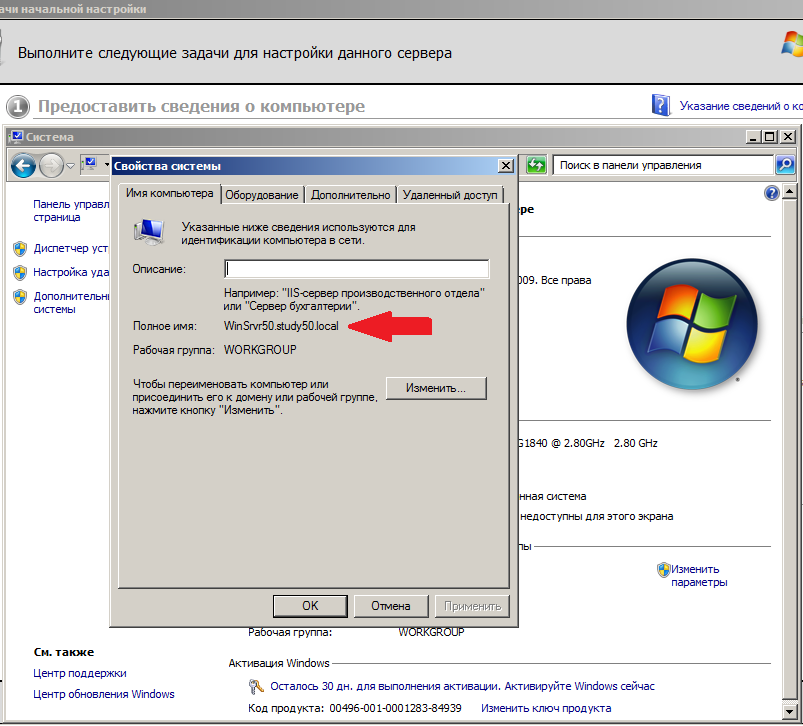 ачи начальной настройки
Выполните следующие задачи для настройки данного сервера
1 Предоставить сведения о компьютере
Указание сведений о ко
Система
Поиск в панели управления
Панель управл
страница
Диспетчер уст
Настройка уда
Дополнительн
системы
Свойства системы
Имя компьютера
Оборудование
Дополнительно
Удаленный доступ
Указанные ниже сведения используются для
идентификации компьютера в сети.
Описание:
Например: "IIS-сервер производственного отдела"
или "Сервер бухгалтерии".
Полное имя: WinSrvr50.study50.local
Рабочая группа: WORKGROUP
Чтобы переименовать компьютер или
присоединить его к домену или рабочей группе,
нажмите кнопку "Изменить".
Изменить...
OK
Отмена
Применить
ере
009. Все права
G1840 @ 2.80GHz 2.80 GHz
нная система
недоступны для этого экрана
пы
Изменить
параметры
Рабочая группа: WORKGROUP
Активация Windows
Осталось 30 дн. для выполнения активации. Активируйте Windows сейчас
Код продукта: 00496-001-0001283-84939 Изменить ключ продукта
См. также
Центр поддержки
Центр обновления Windows